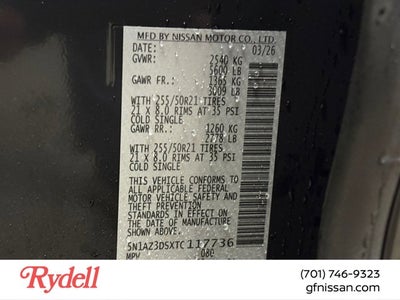 MFD BY NISSAN MOTOR CO., LTD.
DATE: 03/26
GVWR: 2540 KG
5600 LB
GAWR FR.: 1365 KG
3009 LB
WITH 255/50R21 TIRES
21 X 8.0 RIMS AT 35 PSI
COLD SINGLE
GAWR RR.: 1260 KG
2778 LB
WITH 255/50R21 TIRES
21 X 8.0 RIMS AT 35 PSI
COLD SINGLE
THIS VEHICLE CONFORMS TO ALL
APPLICABLE FEDERAL
MOTOR VEHICLE SAFETY AND
THEFT PREVENTION
STANDARDS IN EFFECT ON THE
DATE OF MANUFACTURE
SHOWN ABOVE.
5N1AZ3DSXTC117736
MPV 080
Rydell
(701) 746-9323
gfnissan.com